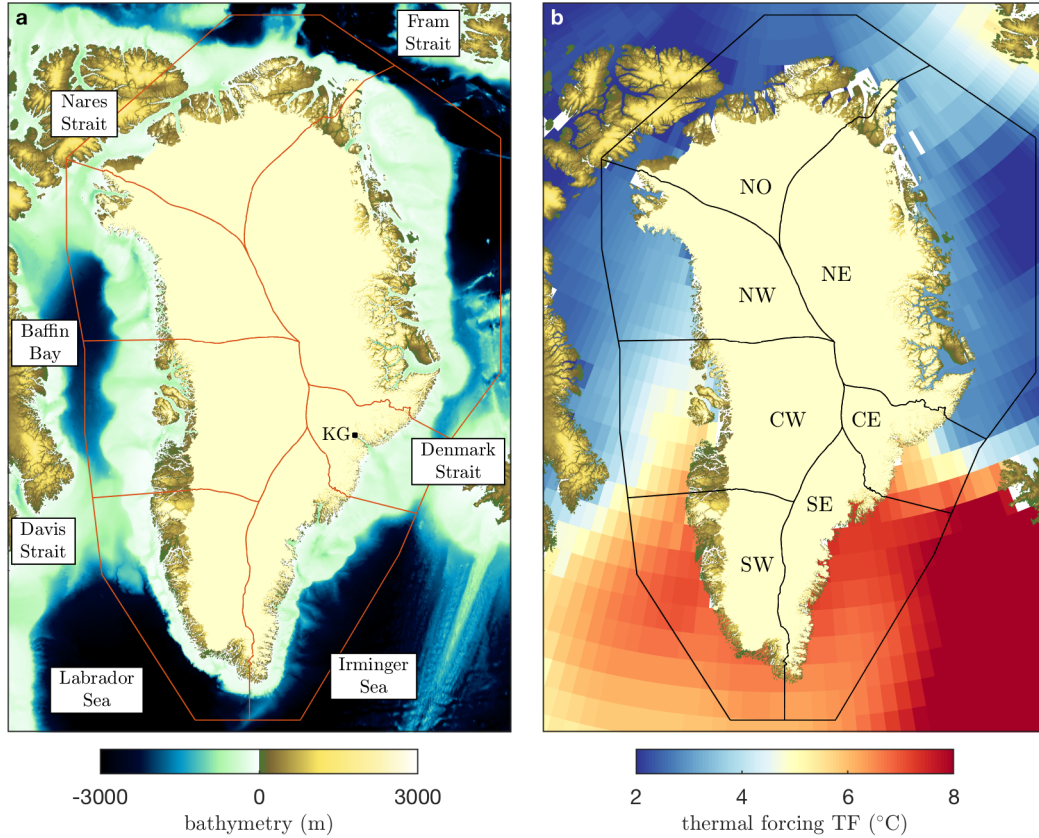 a
Fram
Strait
Nares
Strait
Baffin
Bay
KG
Denmark
Strait
Davis
Strait
Labrador
Sea
Irminger
Sea
-3000
0
3000
bathymetry (m)
b
NO
NE
NW
CW
CE
SE
SW
2
4
6
8
thermal forcing TF (°C)